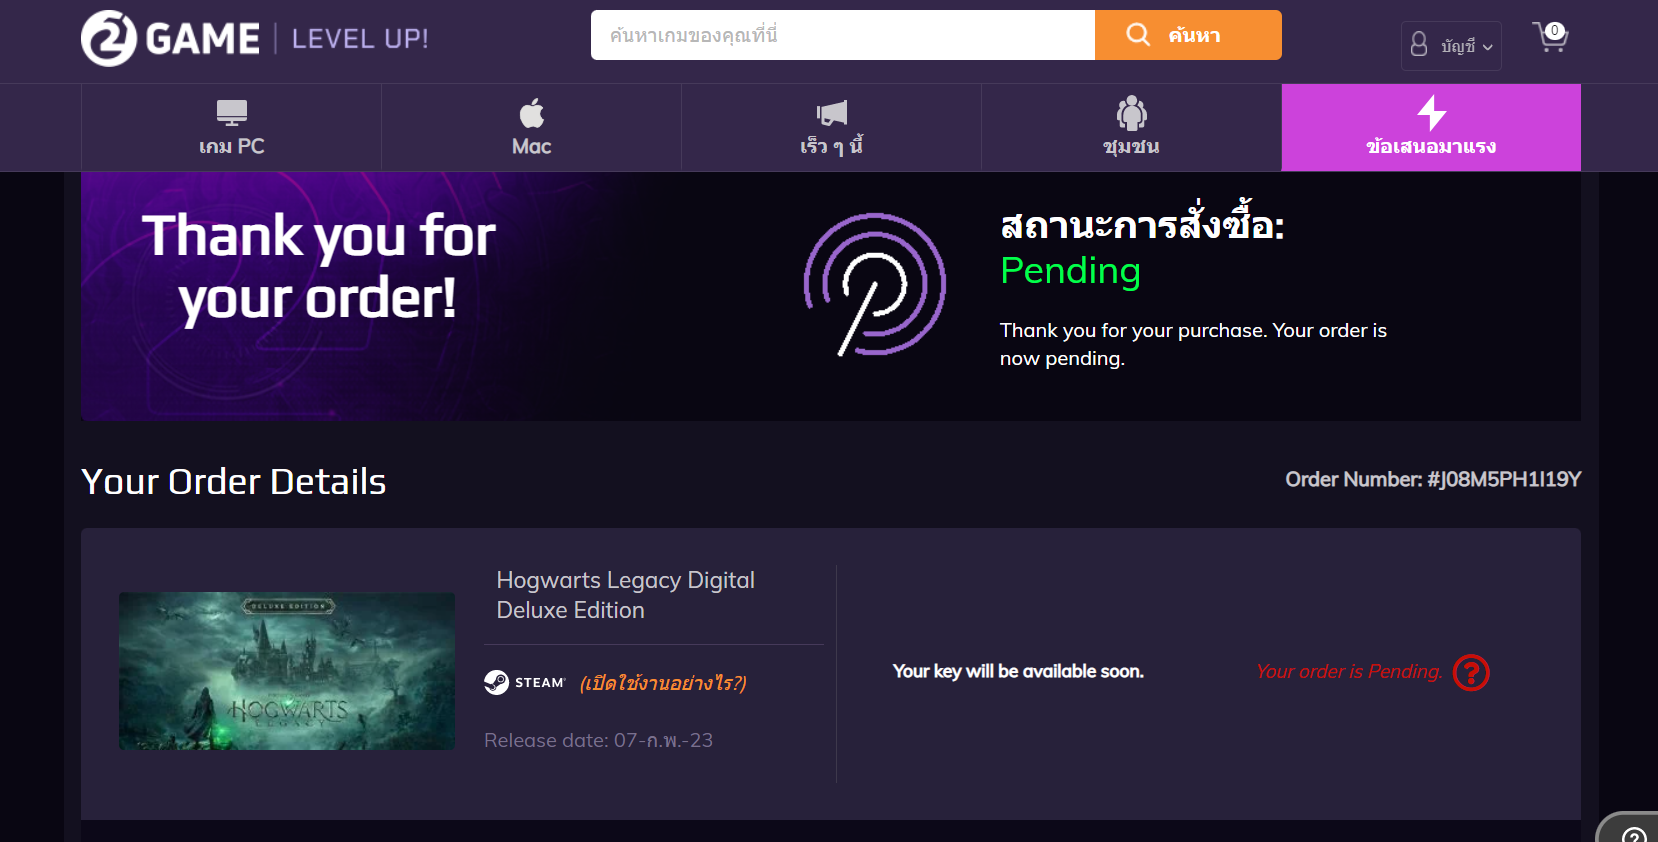 2 GAME | LEVEL UP!
ค้นหาเกมของคุณที่นี่
ค้นหา
บัญชี
0
เกม PC
Mac
เร็ว ๆ นี้
ชุมชน
ข้อเสนอมาแรง
Thank you for
your order!
สถานะการสั่งซื้อ:
Pending
Thank you for your purchase. Your order is
now pending.
Your Order Details
Order Number: #J08M5PH1I19Y
DELUXE EDITION
HOGWARTS
LEGACY
Hogwarts Legacy Digital
Deluxe Edition
STEAM (เปิดใช้งานอย่างไร?)
Release date: 07-ก.พ.-23
Your key will be available soon.
Your order is Pending. ?
?